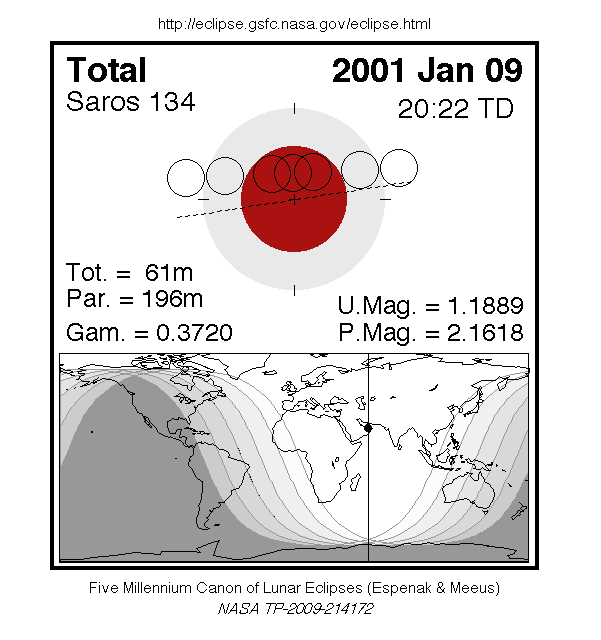 http://eclipse.gsfc.nasa.gov/eclipse.html
Total 2001 Jan 09
Saros 134 20:22 TD
Tot. = 61m
Par. = 196m
U.Mag. = 1.1889
Gam. = 0.3720 P.Mag. = 2.1618
Five Millennium Canon of Lunar Eclipses (Espenak & Meeus)
NASA TP-2009-214172